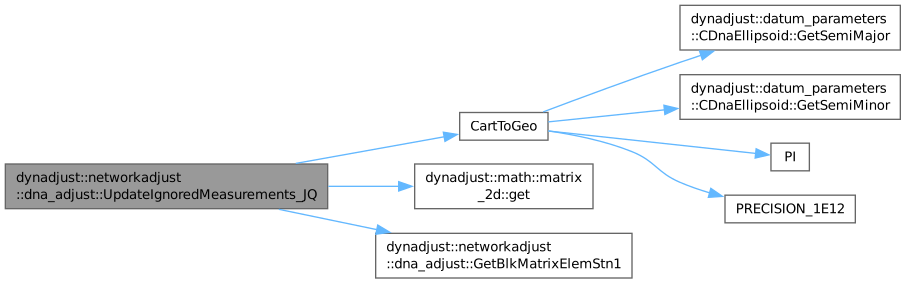 dynadjust::networkadjust
::dna_adjust::UpdateIgnoredMeasurements_JQ
CartToGeo
dynadjust::datum_parameters
::CDnaEllipsoid::GetSemiMajor
dynadjust::datum_parameters
::CDnaEllipsoid::GetSemiMinor
PI
PRECISION_1E12
dynadjust::math::matrix
_2d::get
dynadjust::networkadjust
::dna_adjust::GetBlkMatrixElemStn1